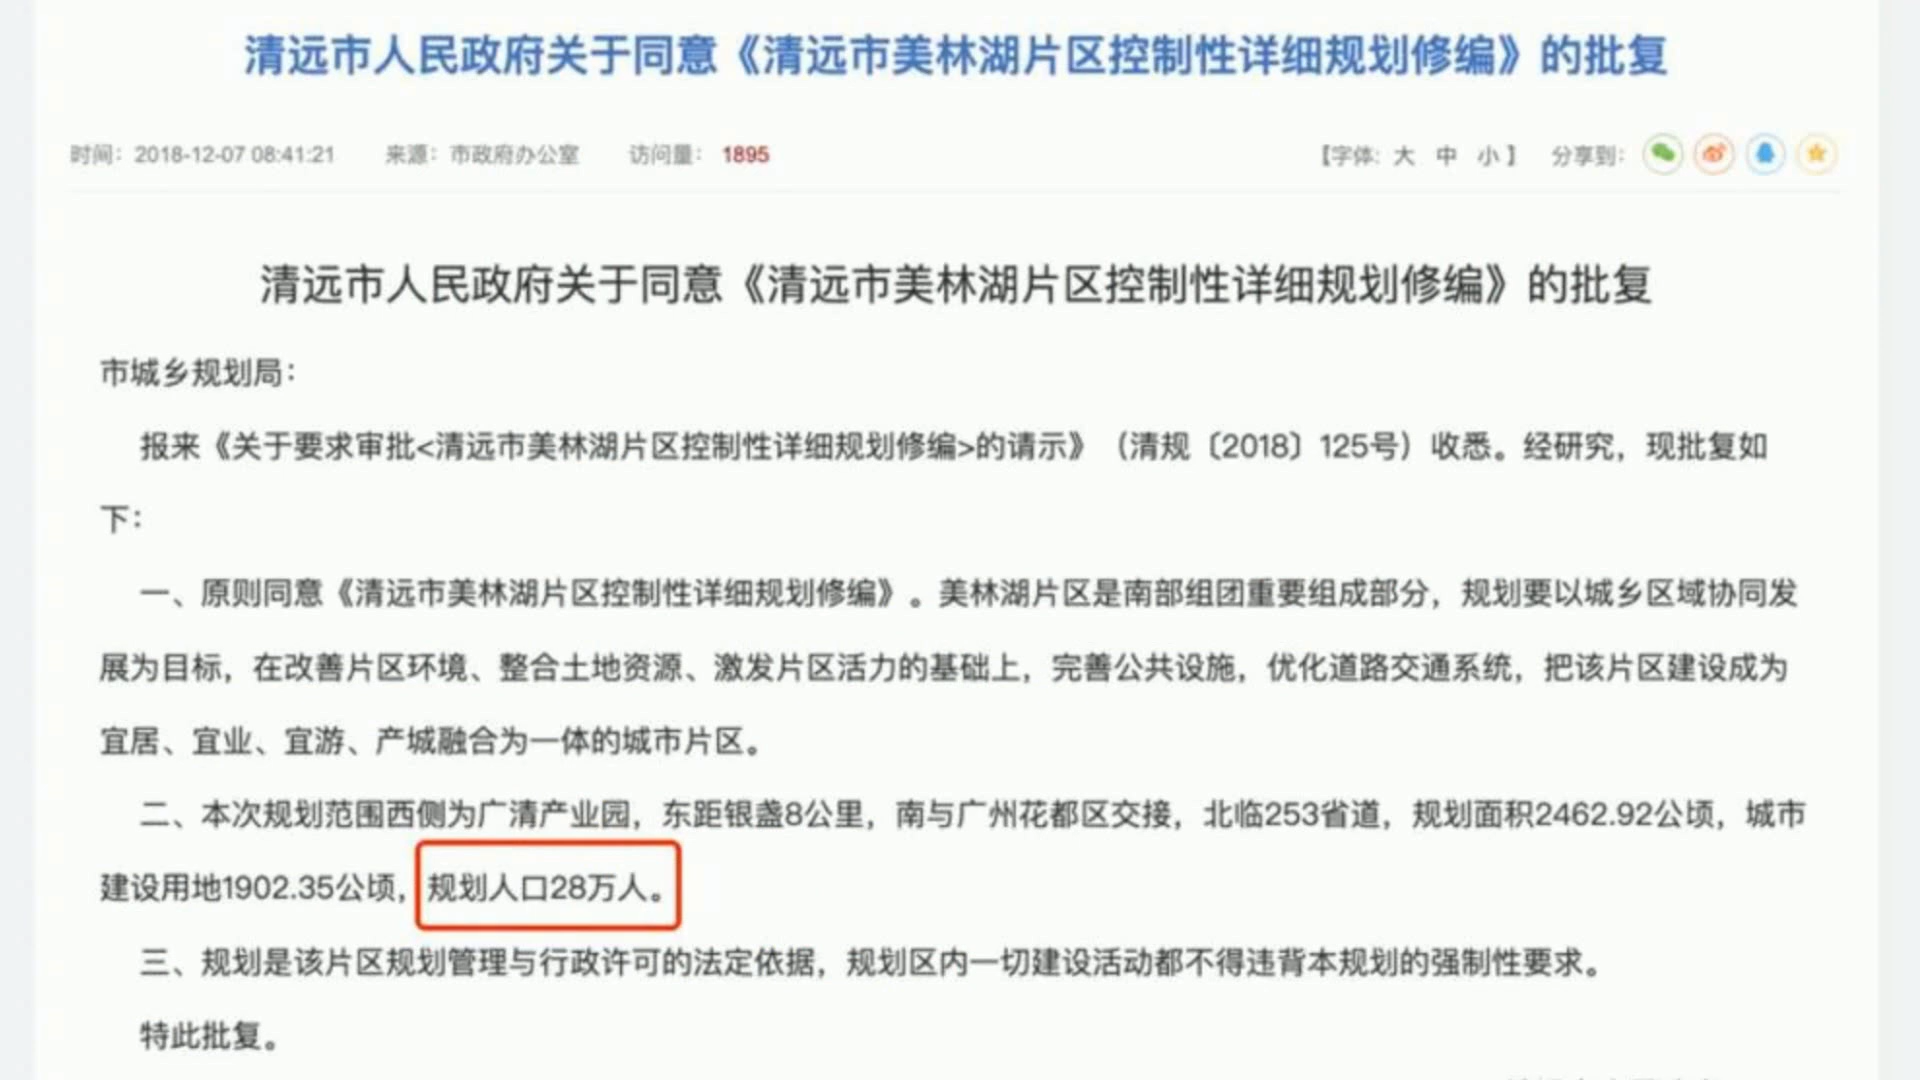 清远市人民政府关于同意《清远市美林湖片区控制性详细规划修编》的批复
时间：2018-12-07 08:41:21 来源：市政府办公室 访问量：1895 【字体：大 中 小】 分享到：
清远市人民政府关于同意《清远市美林湖片区控制性详细规划修编》的批复
市城乡规划局：
报来《关于要求审批<清远市美林湖片区控制性详细规划修编>的请示》（清规〔2018〕125号）收悉。经研究，现批复如
下：
一、原则同意《清远市美林湖片区控制性详细规划修编》。美林湖片区是南部组团重要组成部分，规划要以城乡区域协同发
展为目标，在改善片区环境、整合土地资源、激发片区活力的基础上，完善公共设施，优化道路交通系统，把该片区建设成为
宜居、宜业、宜游、产城融合为一体的城市片区。
二、本次规划范围西侧为广清产业园，东距银盏8公里，南与广州花都区交接，北临253省道，规划面积2462.92公顷，城市
建设用地1902.35公顷，规划人口28万人。
三、规划是该片区规划管理与行政许可的法定依据，规划区内一切建设活动都不得违背本规划的强制性要求。
特此批复。